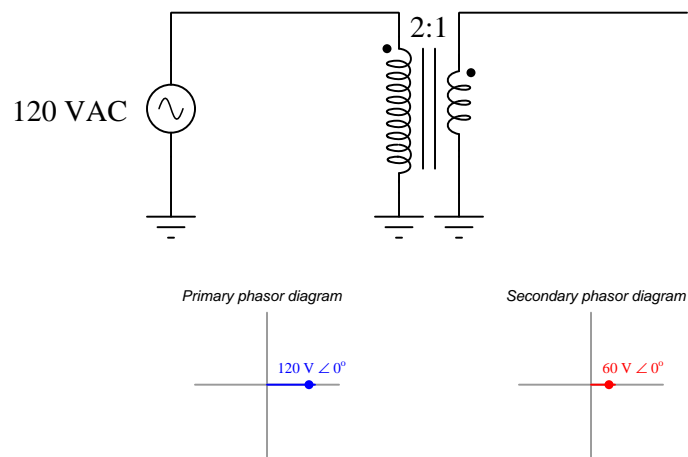 2:1
120 VAC
Primary phasor diagram
Secondary phasor diagram
120 V ∠ 0°
60 V ∠ 0°